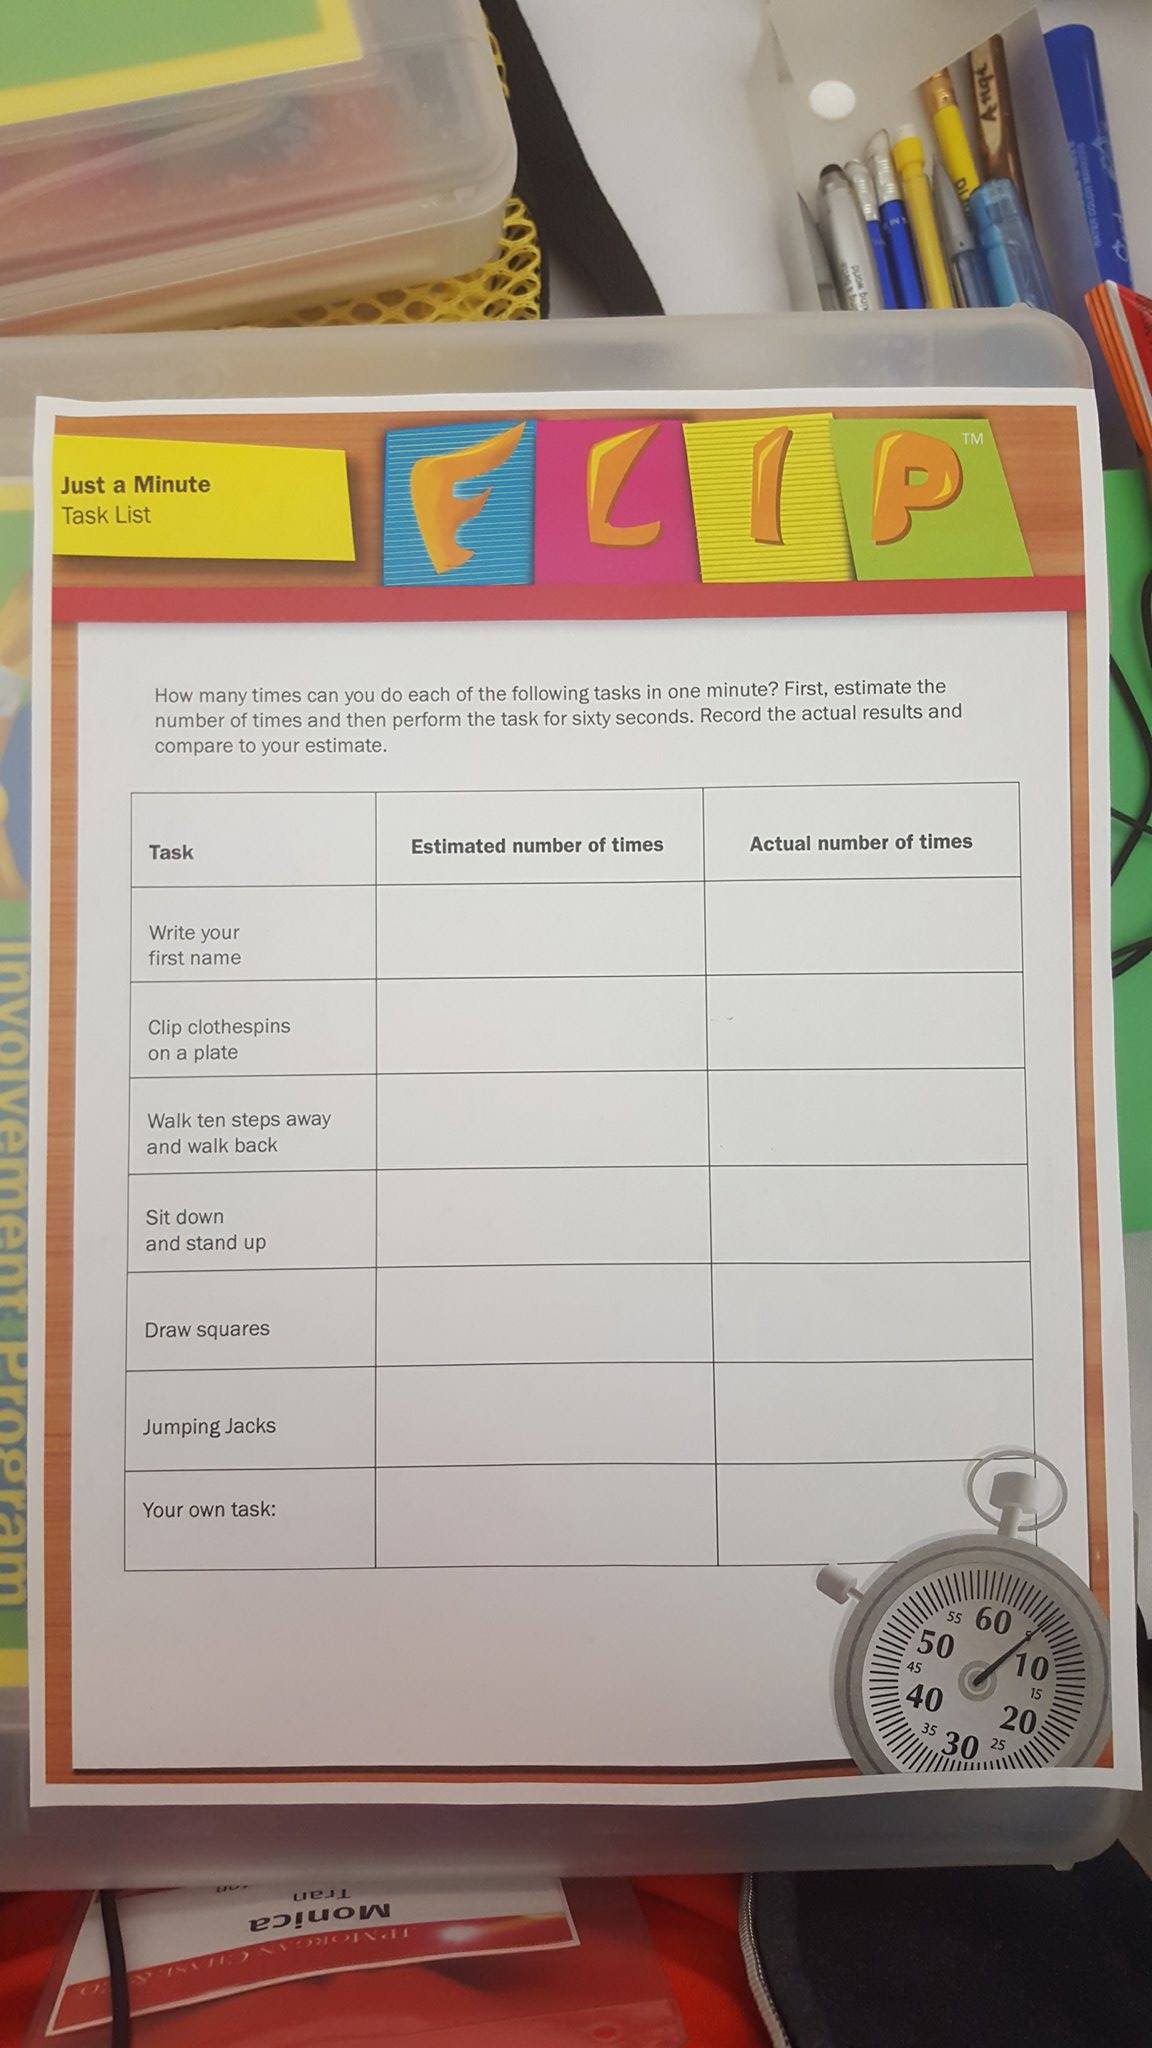 Ange
Just a Minute
Task List
FLIP
TM
How many times can you do each of the following tasks in one minute? First, estimate the
number of times and then perform the task for sixty seconds. Record the actual results and
compare to your estimate.
Task
Estimated number of times
Actual number of times
Write your
first name
Clip clothespins
on a plate
Walk ten steps away
and walk back
Sit down
and stand up
Draw squares
Jumping Jacks
Your own task:
60
5
10
15
20
25
30
35
40
45
50
55
Involvement Program
JPMORGAN CHASE & CO.
Monica
Tran